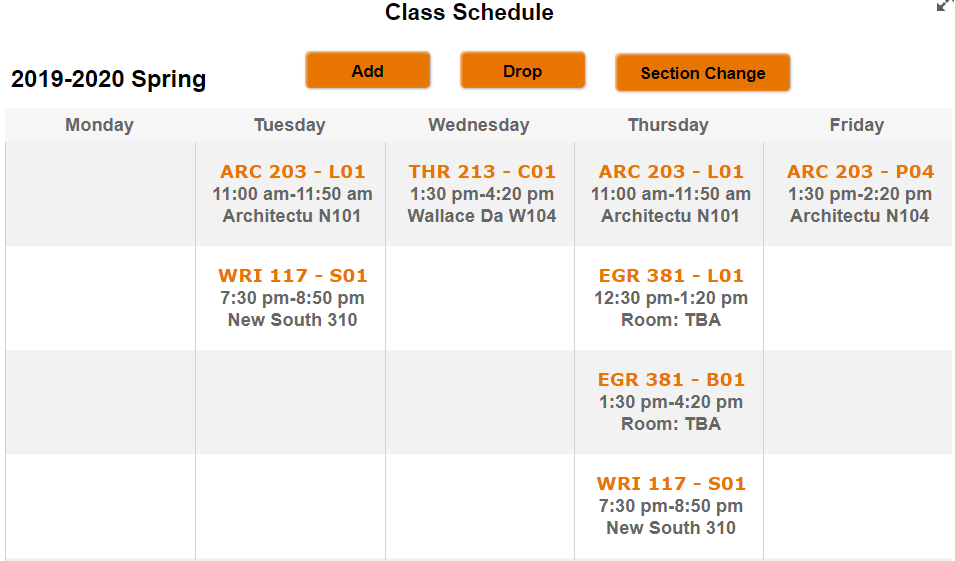 Class Schedule
2019-2020 Spring
Add
Drop
Section Change
Monday
Tuesday
Wednesday
Thursday
Friday
ARC 203 - L01
11:00 am-11:50 am
Architectu N101
THR 213 - C01
1:30 pm-4:20 pm
Wallace Da W104
ARC 203 - L01
11:00 am-11:50 am
Architectu N101
ARC 203 - P04
1:30 pm-2:20 pm
Architectu N104
WRI 117 - S01
7:30 pm-8:50 pm
New South 310
EGR 381 - L01
12:30 pm-1:20 pm
Room: TBA
EGR 381 - B01
1:30 pm-4:20 pm
Room: TBA
WRI 117 - S01
7:30 pm-8:50 pm
New South 310